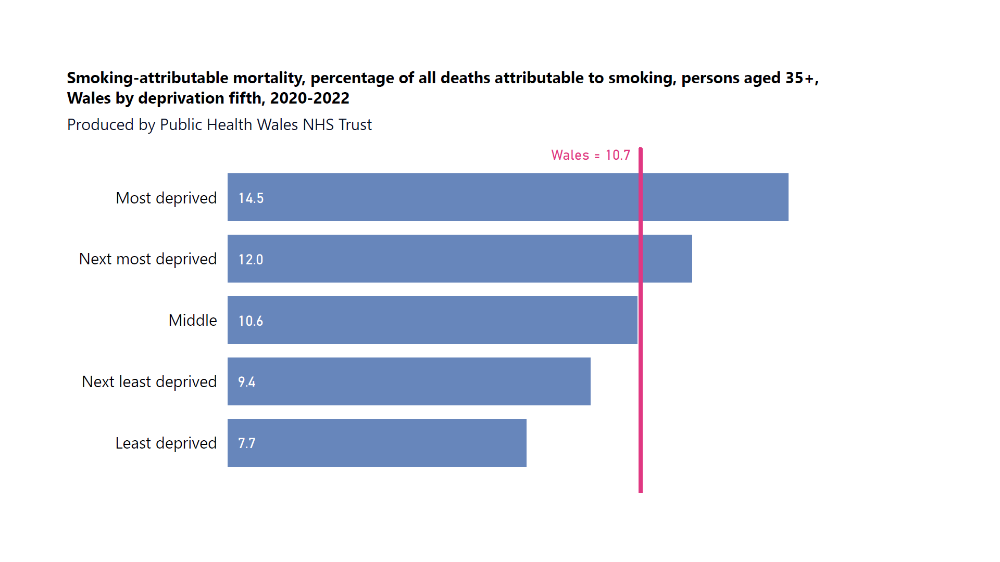 Smoking-attributable mortality, percentage of all deaths attributable to smoking, persons aged 35+,
Wales by deprivation fifth, 2020-2022
Produced by Public Health Wales NHS Trust
Wales = 10.7
Most deprived 14.5
Next most deprived 12.0
Middle 10.6
Next least deprived 9.4
Least deprived 7.7